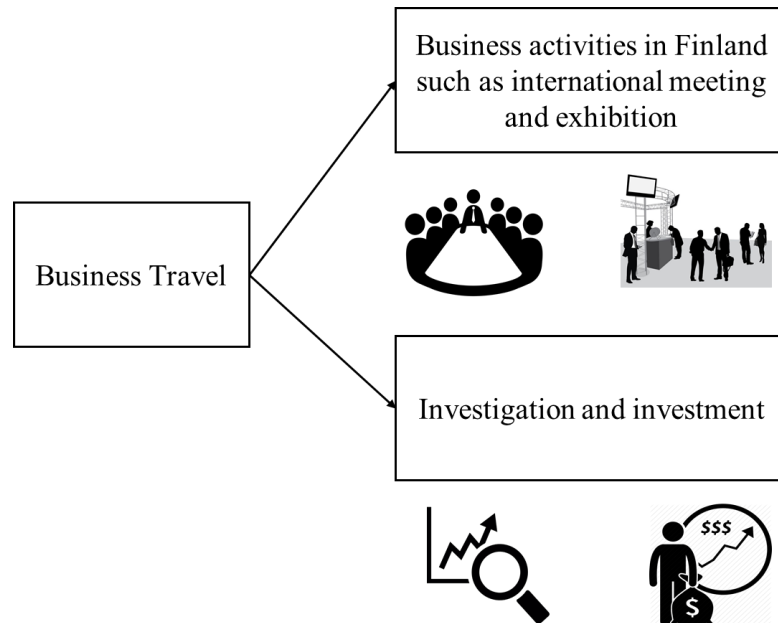 Business activities in Finland
such as international meeting
and exhibition
Business Travel
Investigation and investment
$$$
$